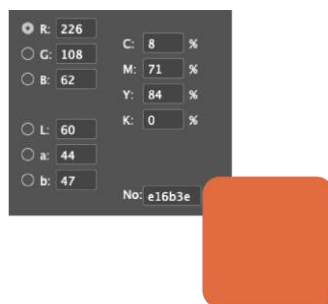 R: 226
G: 108
B: 62
L: 60
a: 44
b: 47
C: 8 %
M: 71 %
Y: 84 %
K: 0 %
No: e16b3e